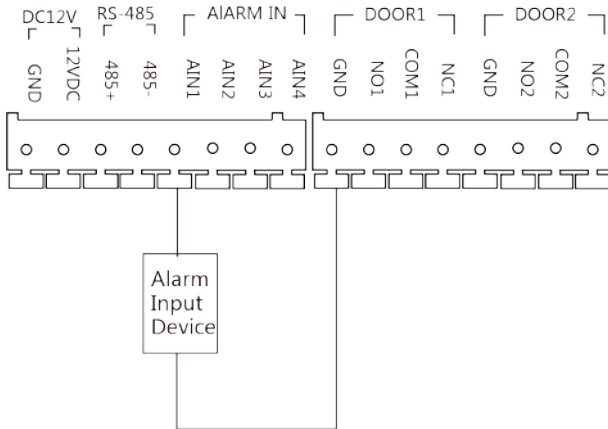 DC12V RS-485 AlARM IN DOOR1 DOOR2
GND 12VDC 485+ 485- AIN1 AIN2 AIN3 AIN4 GND NO1 COM1 NC1 GND NO2 COM2 NC2
Alarm
Input
Device